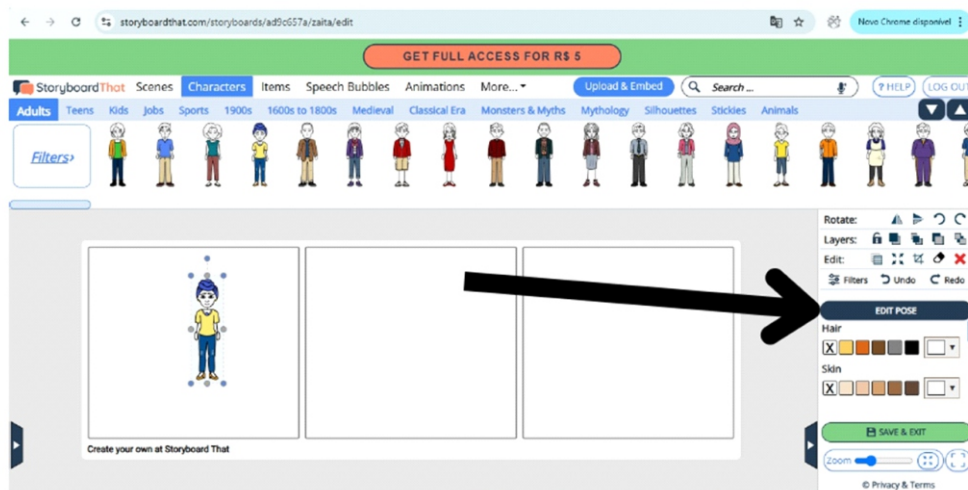 storyboardthat.com/storyboards/ad9c657a/zaita/edit
Novo Chrome disponível
GET FULL ACCESS FOR R$ 5
StoryboardThat Scenes Characters Items Speech Bubbles Animations More... Upload & Embed Search ... ? HELP LOG OUT
Adults Teens Kids Jobs Sports 1900s 1600s to 1800s Medieval Classical Era Monsters & Myths Mythology Silhouettes Stickies Animals
Filters›
Rotate:
Layers:
Edit:
Filters Undo Redo
EDIT POSE
Hair
X
Skin
X
Create your own at Storyboard That
SAVE & EXIT
Zoom
© Privacy & Terms